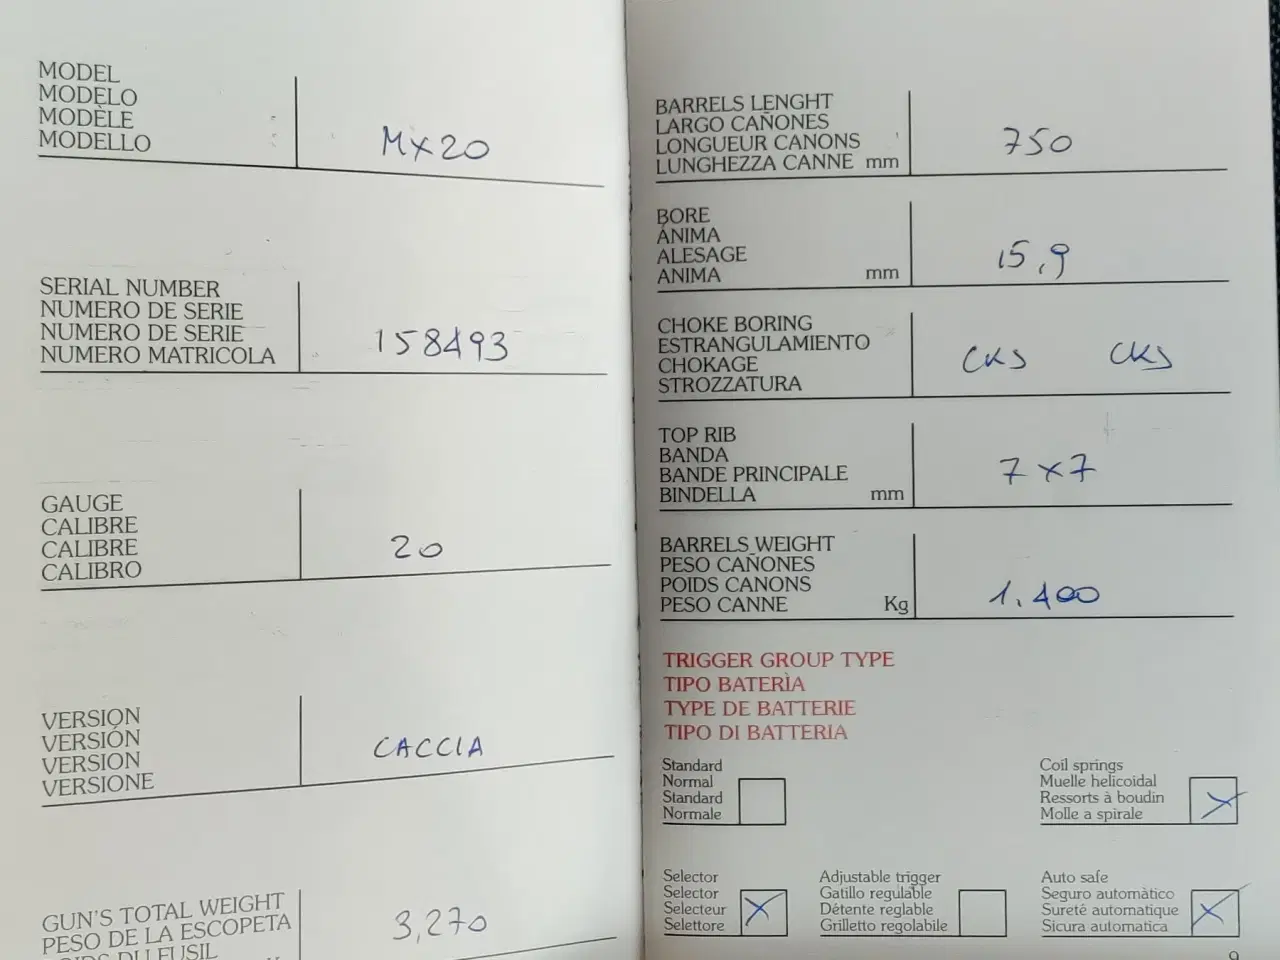 MODEL
MODELO
MODÈLE
MODELLO
MX20
SERIAL NUMBER
NUMERO DE SERIE
NUMERO DE SERIE
NUMERO MATRICOLA
158493
GAUGE
CALIBRE
CALIBRE
CALIBRO
20
VERSION
VERSIÓN
VERSION
VERSIONE
CACCIA
GUN'S TOTAL WEIGHT
PESO DE LA ESCOPETA
POIDS DU FUSIL
3,270
BARRELS LENGHT
LARGO CAÑONES
LONGUEUR CANONS
LUNGHEZZA CANNE mm
750
BORE
ÁNIMA
ALESAGE
ANIMA mm
15,9
CHOKE BORING
ESTRANGULAMIENTO
CHOKAGE
STROZZATURA
CKS CKS
TOP RIB
BANDA
BANDE PRINCIPALE
BINDELLA mm
7x7
BARRELS WEIGHT
PESO CAÑONES
POIDS CANONS
PESO CANNE Kg
1.400
TRIGGER GROUP TYPE
TIPO BATERÌA
TYPE DE BATTERIE
TIPO DI BATTERIA
Standard
Normal
Standard
Normale
Coil springs
Muelle helicoidal
Ressorts à boudin
Molle a spirale
X
Selector
Selector
Selecteur
Selettore
X
Adjustable trigger
Gatillo regulable
Détente reglable
Grilletto regolabile
Auto safe
Seguro automàtico
Sureté automatique
Sicura automatica
X
9